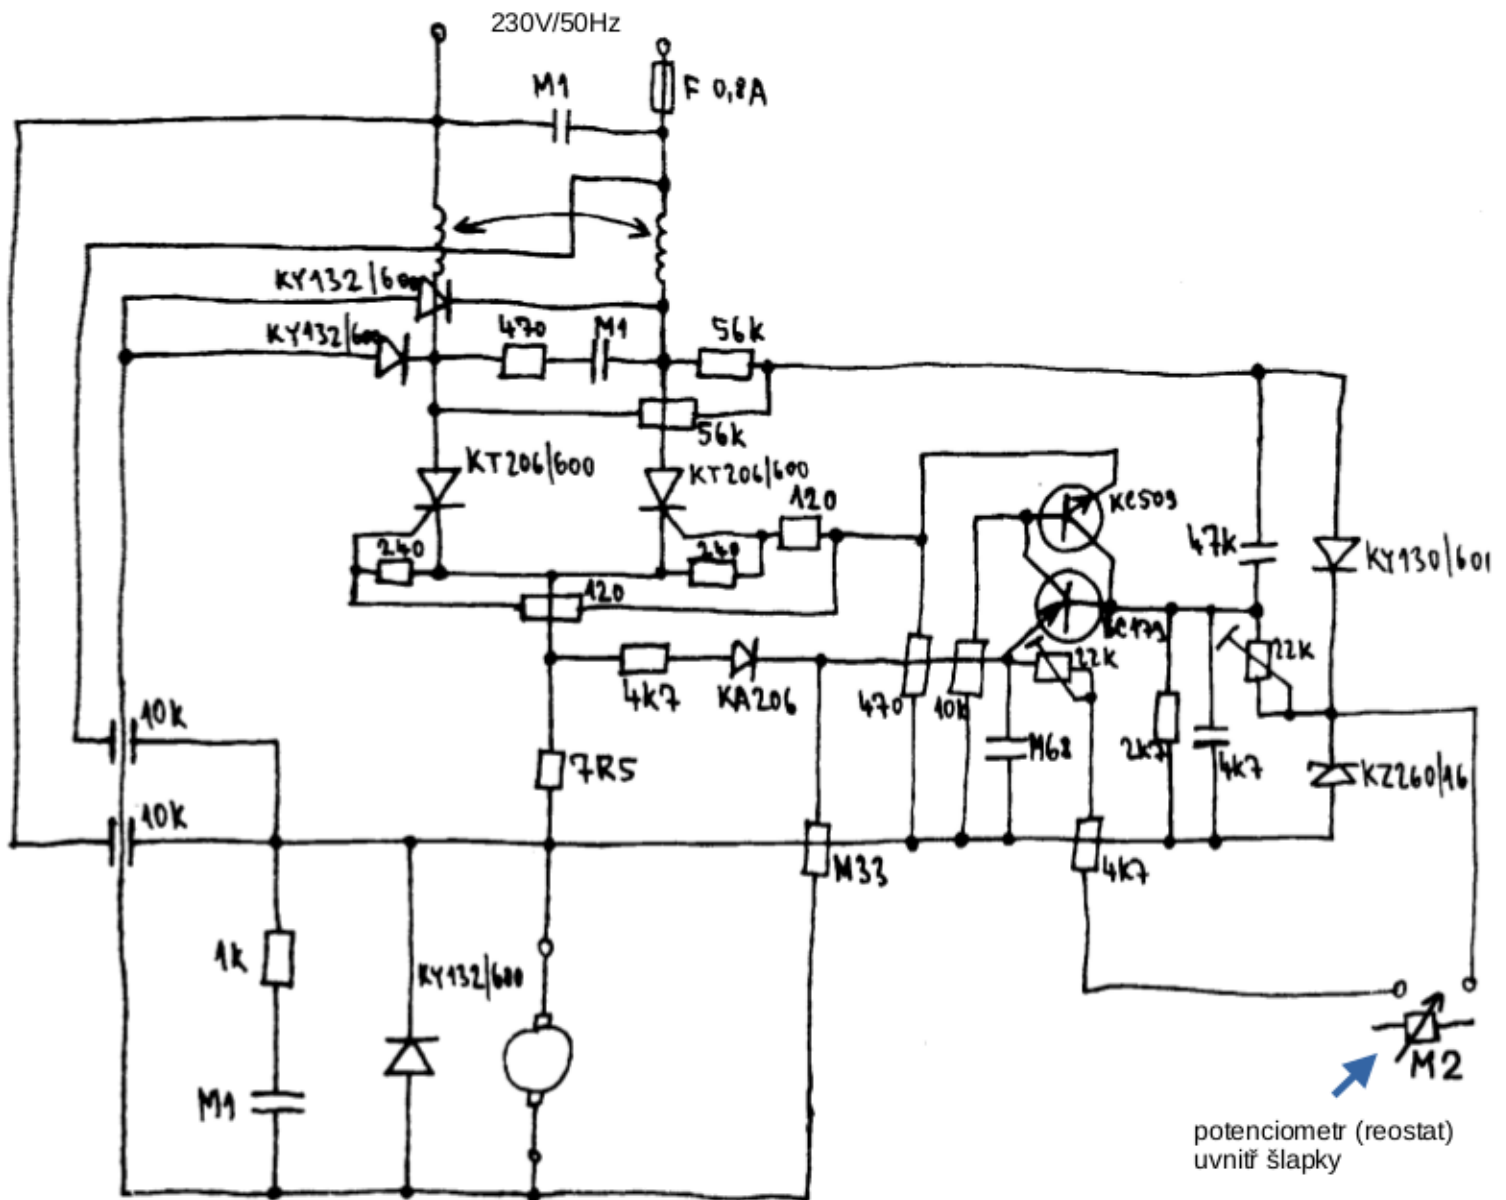 230V/50Hz
M1
F 0,8A
KY132/600
KY132/600
470
M1
56k
56k
KT206/600
KT206/600
120
KC509
240
240
120
47k
KY130/601
KC179
22k
22k
4k7
KA206
470
10k
10k
M68
2k7
4k7
KZ260/16
7R5
10k
M33
4k7
1k
KY132/600
M1
M2
potenciometr (reostat)
uvnitř šlapky